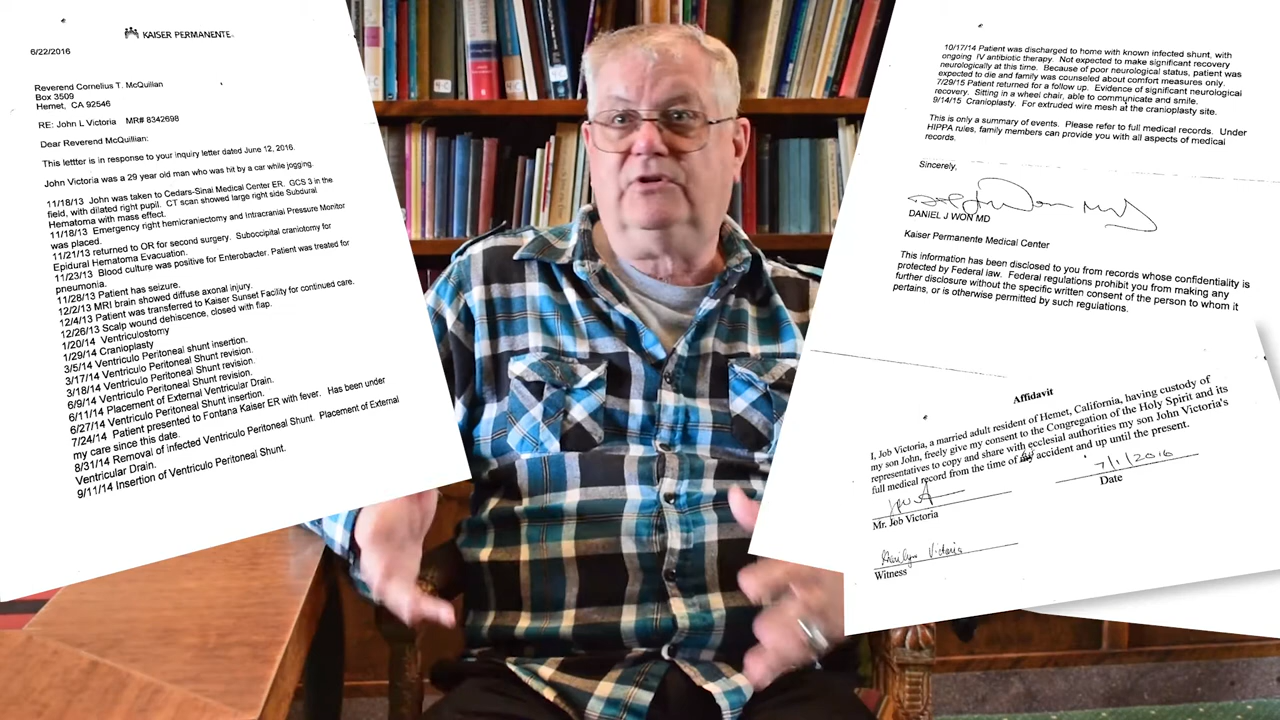 KAISER PERMANENTE.
6/22/2016
Reverend Cornelius T. McQuillan
Box 3509
Hemet, CA 92546
RE: John L Victoria MR# 8342698
Dear Reverend McQuillian:
This lettter is in response to your inquiry letter dated June 12, 2016.
John Victoria was a 29 year old man who was hit by a car while jogging.
11/18/13 John was taken to Cedars-Sinai Medical Center ER. GCS 3 in the
field, with dilated right pupil. CT scan showed large right side Subdural
Hematoma with mass effect.
11/18/13 Emergency right hemicraniectomy and Intracranial Pressure Monitor
was placed.
11/21/13 returned to OR for second surgery. Suboccipital craniotomy for
Epidural Hematoma Evacuation.
11/23/13 Blood culture was positive for Enterobacter. Patient was treated for
pneumonia.
11/28/13 Patient has seizure.
12/2/13 MRI brain showed diffuse axonal injury.
12/4/13 Patient was transferred to Kaiser Sunset Facility for continued care.
12/26/13 Scalp wound dehiscence, closed with flap.
1/20/14 Ventriculostomy
1/29/14 Cranioplasty
3/5/14 Ventriculo Peritoneal shunt insertion.
3/17/14 Ventriculo Peritoneal Shunt revision.
3/18/14 Ventriculo Peritoneal Shunt revision.
6/9/14 Ventriculo Peritoneal Shunt revision.
6/11/14 Placement of External Ventricular Drain.
6/27/14 Ventriculo Peritoneal Shunt insertion.
7/24/14 Patient presented to Fontana Kaiser ER with fever. Has been under
my care since this date.
8/31/14 Removal of infected Ventriculo Peritoneal Shunt. Placement of External
Ventricular Drain.
9/11/14 Insertion of Ventriculo Peritoneal Shunt.
10/17/14 Patient was discharged to home with known infected shunt, with
ongoing IV antibiotic therapy. Not expected to make significant recovery
neurologically at this time. Because of poor neurological status, patient was
expected to die and family was counseled about comfort measures only.
7/29/15 Patient returned for a follow up. Evidence of significant neurological
recovery. Sitting in a wheel chair, able to communicate and smile.
9/14/15 Cranioplasty. For extruded wire mesh at the cranioplasty site.
This is only a summary of events. Please refer to full medical records. Under
HIPPA rules, family members can provide you with all aspects of medical
records.
Sincerely,
DANIEL J WON MD
Kaiser Permanente Medical Center
This information has been disclosed to you from records whose confidentiality is
protected by Federal law. Federal regulations prohibit you from making any
further disclosure without the specific written consent of the person to whom it
pertains, or is otherwise permitted by such regulations.
Affidavit
I, Job Victoria, a married adult resident of Hemet, California, having custody of
my son John, freely give my consent to the Congregation of the Holy Spirit and its
representatives to copy and share with ecclesial authorities my son John Victoria's
full medical record from the time of accident and up until the present.
7/1/2016
Date
Mr. Job Victoria
Marilyn Victoria
Witness